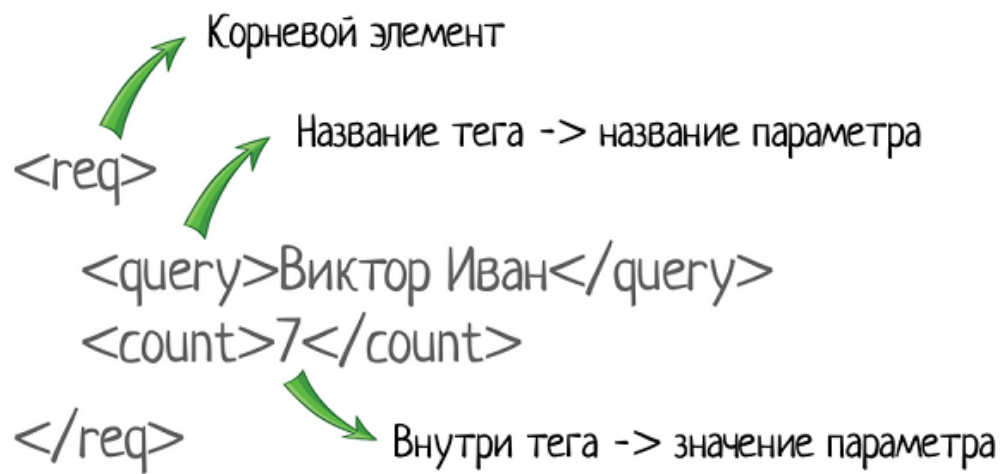 Корневой элемент
Название тега -> название параметра
<req>
<query>Виктор Иван</query>
<count>7</count>
</req>
Внутри тега -> значение параметра